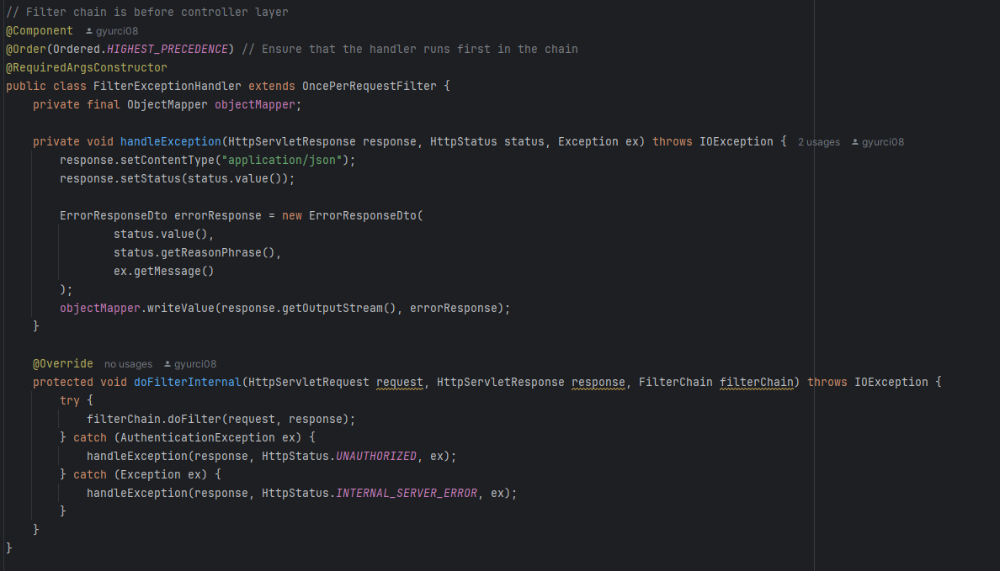 // Filter chain is before controller layer
@Component gyurci08
@Order(Ordered.HIGHEST_PRECEDENCE) // Ensure that the handler runs first in the chain
@RequiredArgsConstructor
public class FilterExceptionHandler extends OncePerRequestFilter {
    private final ObjectMapper objectMapper;
    private void handleException(HttpServletResponse response, HttpStatus status, Exception ex) throws IOException { 2 usages gyurci08
        response.setContentType("application/json");
        response.setStatus(status.value());
        ErrorResponseDto errorResponse = new ErrorResponseDto(
                status.value(),
                status.getReasonPhrase(),
                ex.getMessage()
        );
        objectMapper.writeValue(response.getOutputStream(), errorResponse);
    }
    @Override no usages gyurci08
    protected void doFilterInternal(HttpServletRequest request, HttpServletResponse response, FilterChain filterChain) throws IOException {
        try {
            filterChain.doFilter(request, response);
        } catch (AuthenticationException ex) {
            handleException(response, HttpStatus.UNAUTHORIZED, ex);
        } catch (Exception ex) {
            handleException(response, HttpStatus.INTERNAL_SERVER_ERROR, ex);
        }
    }
}